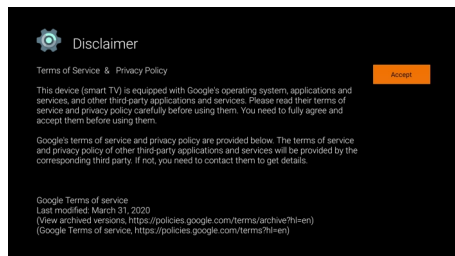 Disclaimer
Terms of Service & Privacy Policy
Accept
This device (smart TV) is equipped with Google's operating system, applications and
services, and other third-party applications and services. Please read their terms of
service and privacy policy carefully before using them. You need to fully agree and
accept them before using them.
Google's terms of service and privacy policy are provided below. The terms of service
and privacy policy of other third-party applications and services will be provided by the
corresponding third party. If not, you need to contact them to get details.
Google Terms of service
Last modified: March 31, 2020
(View archived versions, https://policies.google.com/terms/archive?hl=en)
(Google Terms of service, https://policies.google.com/terms?hl=en)